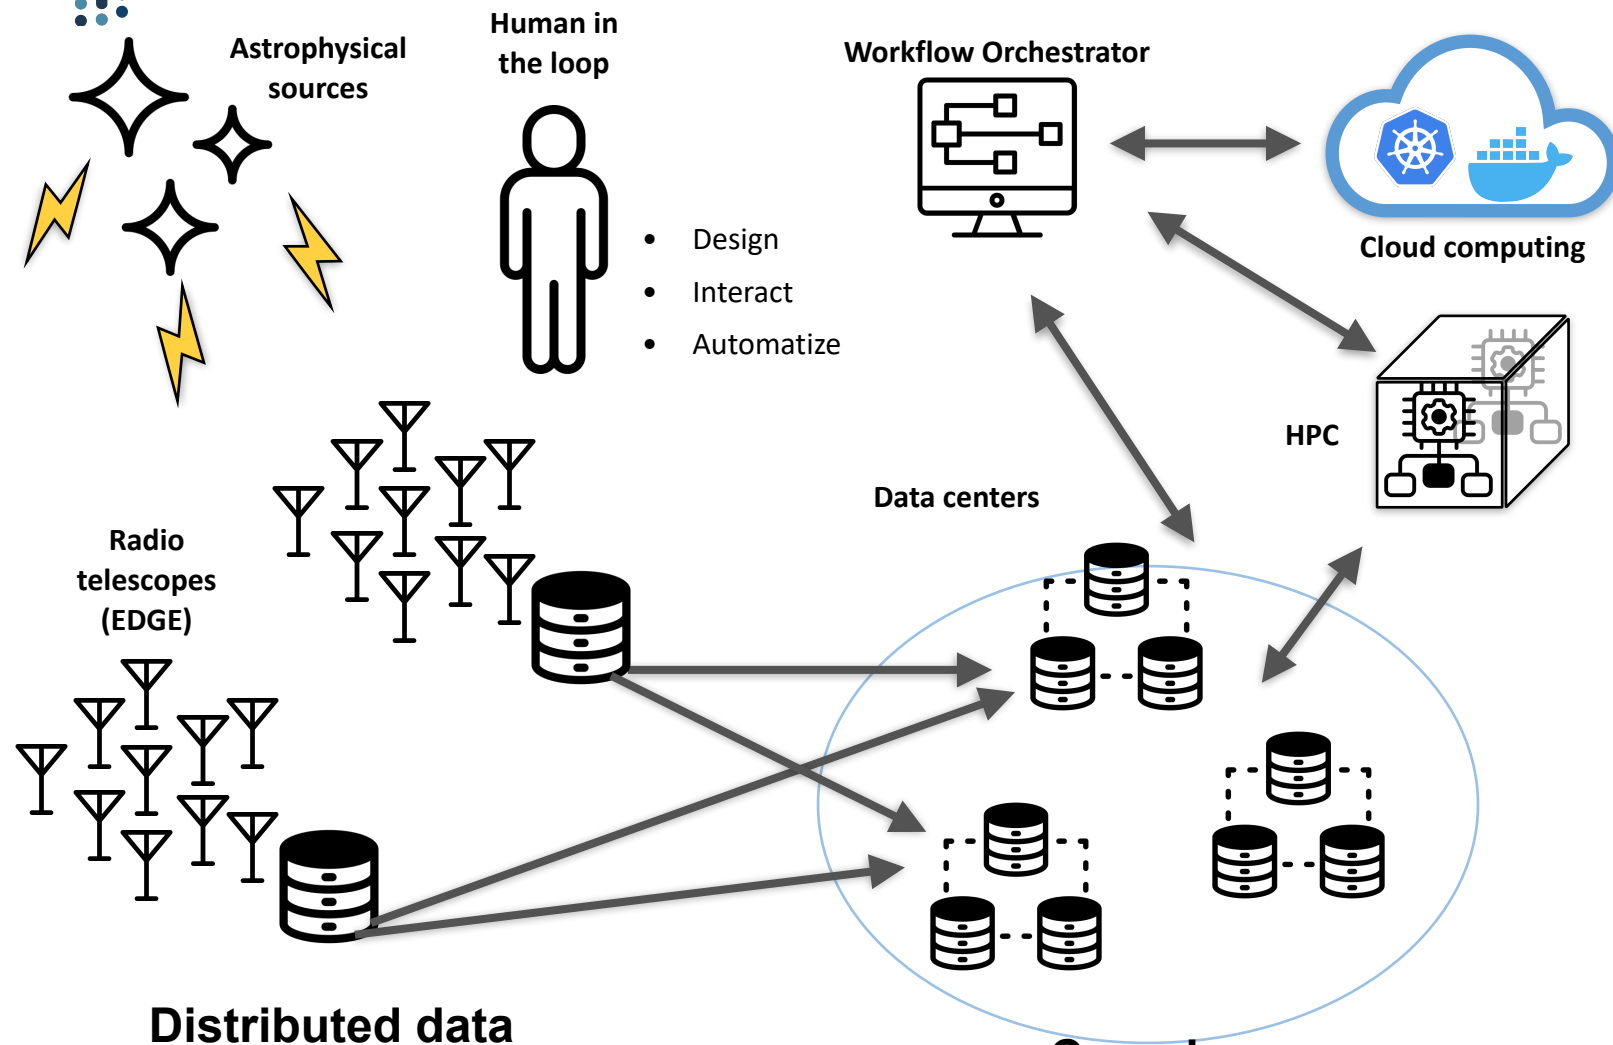 Astrophysical
sources
Human in
the loop
• Design
• Interact
• Automatize
Workflow Orchestrator
Cloud computing
HPC
Data centers
Radio
telescopes
(EDGE)
Distributed data